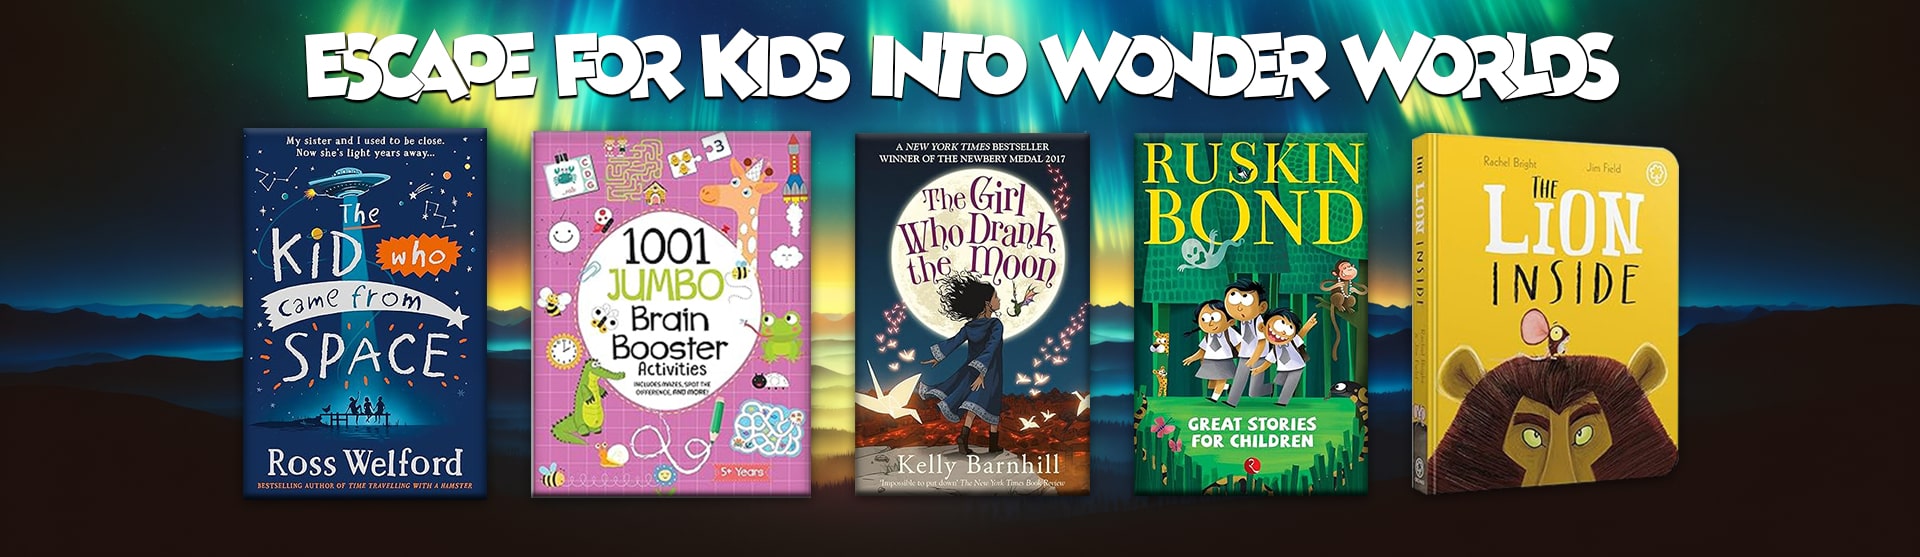 ESCAPE FOR KIDS INTO WONDER WORLDS
My sister and I used to be close.
Now she's light years away...
The
KiD who
came from
SPACE
Ross Welford
BESTSELLING AUTHOR OF TIME TRAVELLING WITH A HAMSTER
3
1001
JUMBO
Brain
Booster
Activities
INCLUDES MAZES, SPOT THE
DIFFERENCE, AND MORE!
5+ Years
A NEW YORK TIMES BESTSELLER
WINNER OF THE NEWBERY MEDAL 2017
The Girl
Who Drank
the Moon
Kelly Barnhill
'Impossible to put down' The New York Times Book Review
RUSKIN
BOND
GREAT STORIES
FOR CHILDREN
THE LION INSIDE
Rachel Bright Jim Field
THE
LiON
INSIDE